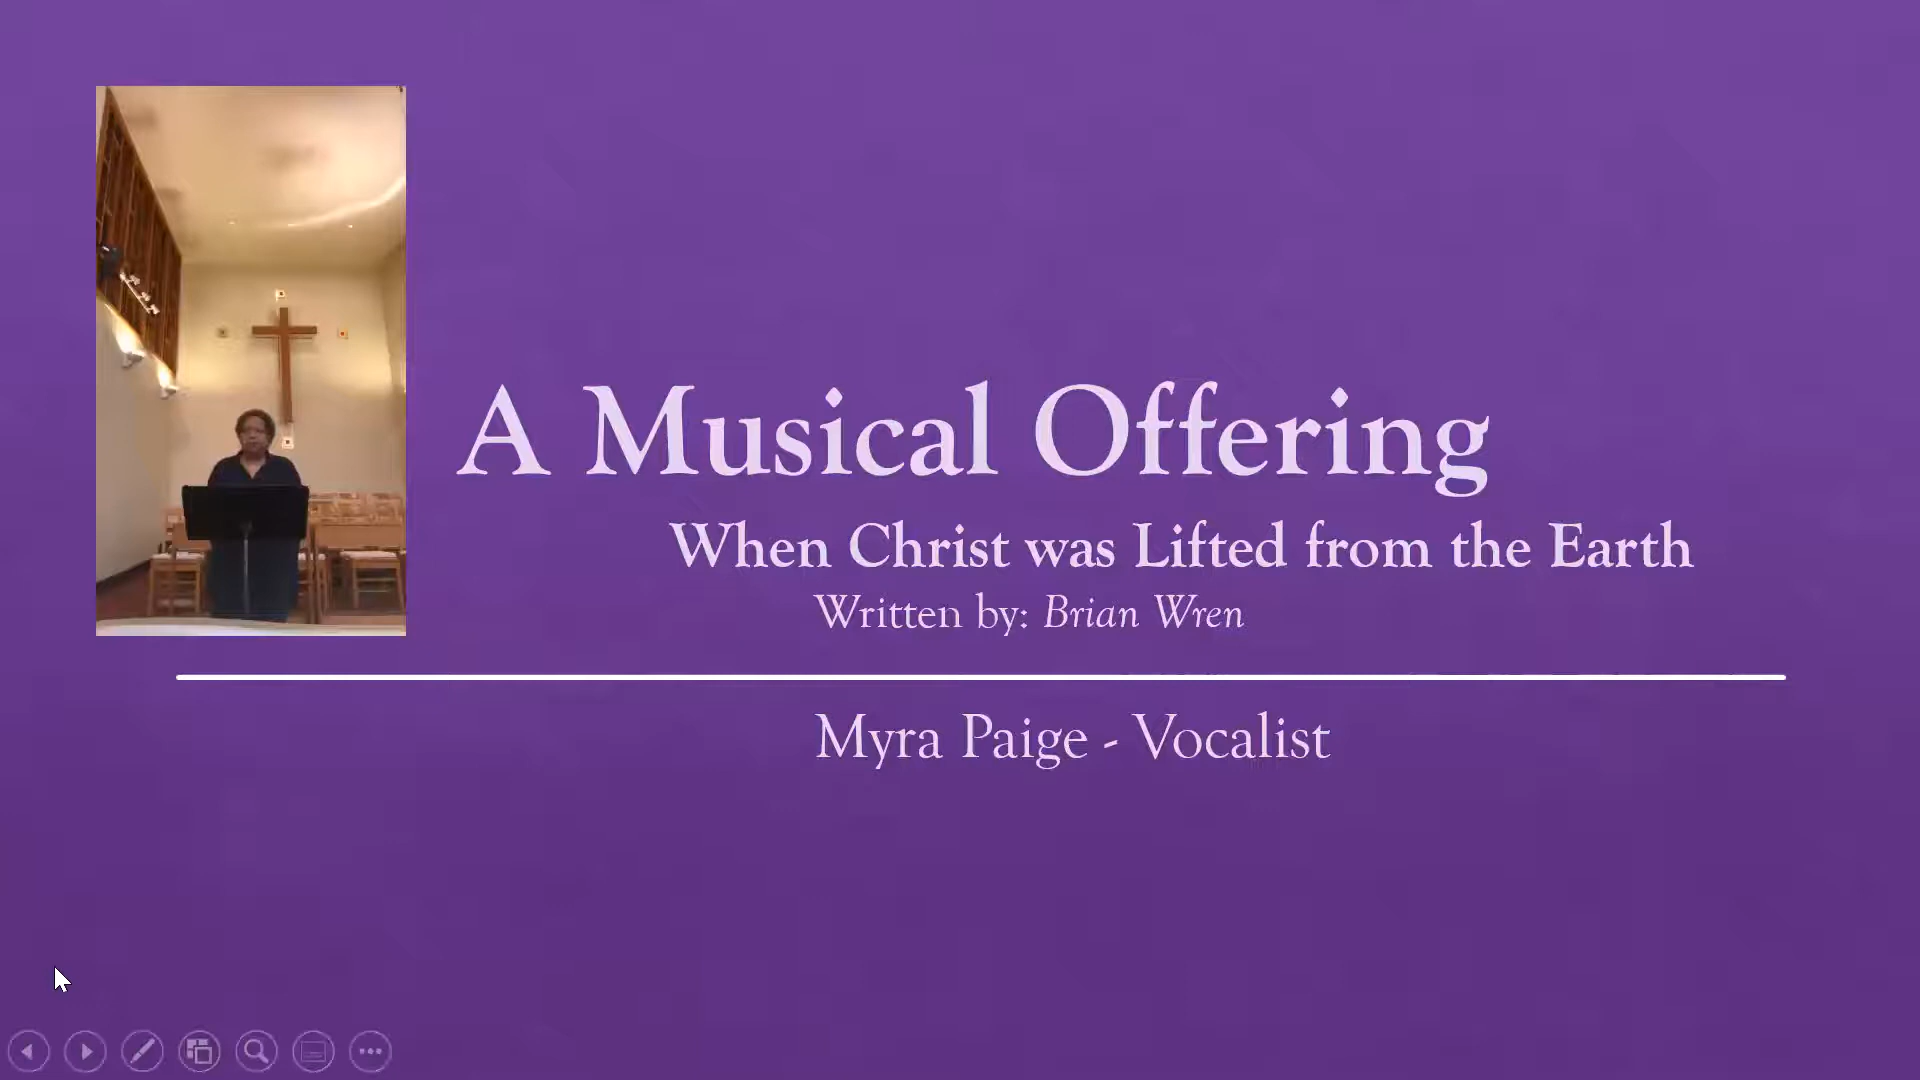 A Musical Offering
When Christ was Lifted from the Earth
Written by: Brian Wren
Myra Paige - Vocalist